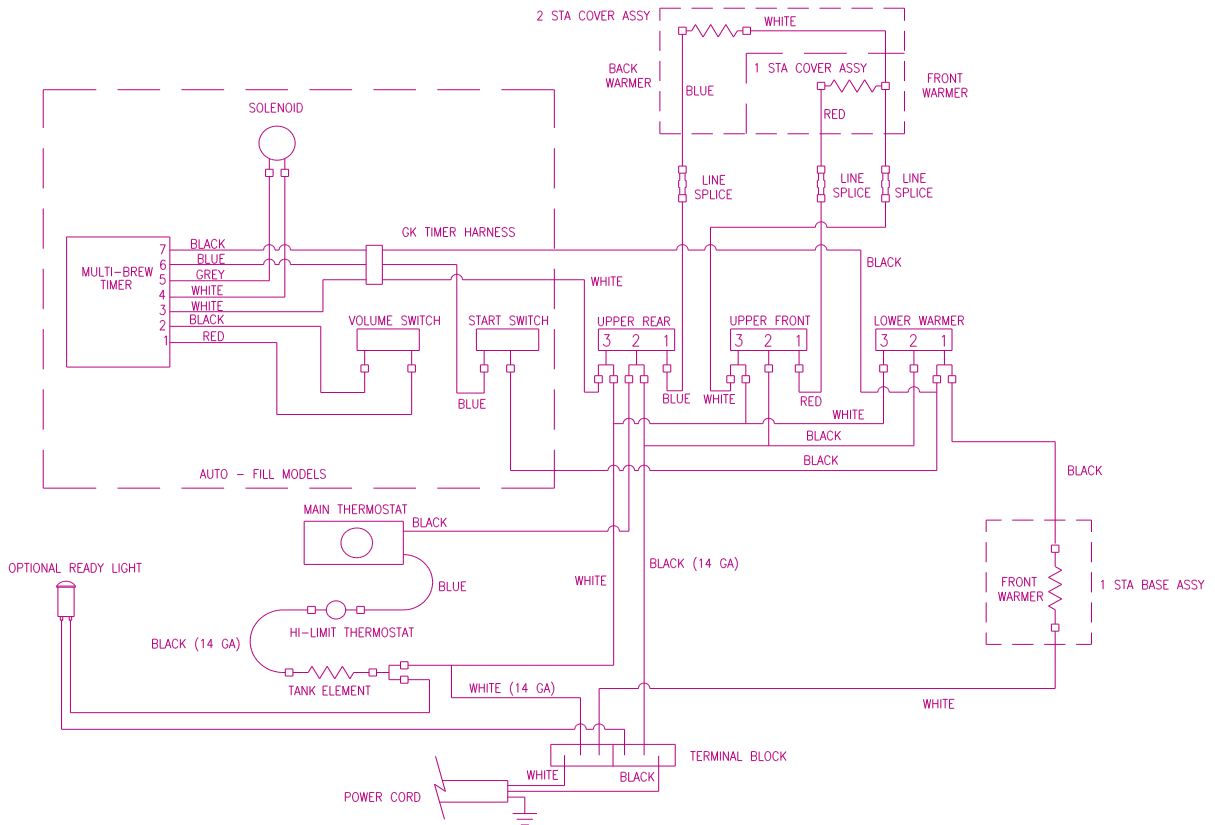 2 STA COVER ASSY
WHITE
BACK
WARMER
1 STA COVER ASSY
FRONT
WARMER
BLUE
RED
SOLENOID
LINE
SPLICE
LINE
SPLICE
LINE
SPLICE
GK TIMER HARNESS
MULTI-BREW
TIMER
7
BLACK
6
BLUE
5
GREY
4
WHITE
3
WHITE
2
BLACK
1
RED
WHITE
BLACK
VOLUME SWITCH
START SWITCH
UPPER REAR
3 2 1
UPPER FRONT
3 2 1
LOWER WARMER
3 2 1
BLUE
BLUE
WHITE
RED
WHITE
BLACK
BLACK
BLACK
AUTO - FILL MODELS
MAIN THERMOSTAT
BLACK
BLACK (14 GA)
WHITE
OPTIONAL READY LIGHT
BLUE
FRONT
WARMER
1 STA BASE ASSY
HI-LIMIT THERMOSTAT
BLACK (14 GA)
TANK ELEMENT
WHITE (14 GA)
WHITE
TERMINAL BLOCK
WHITE
BLACK
POWER CORD